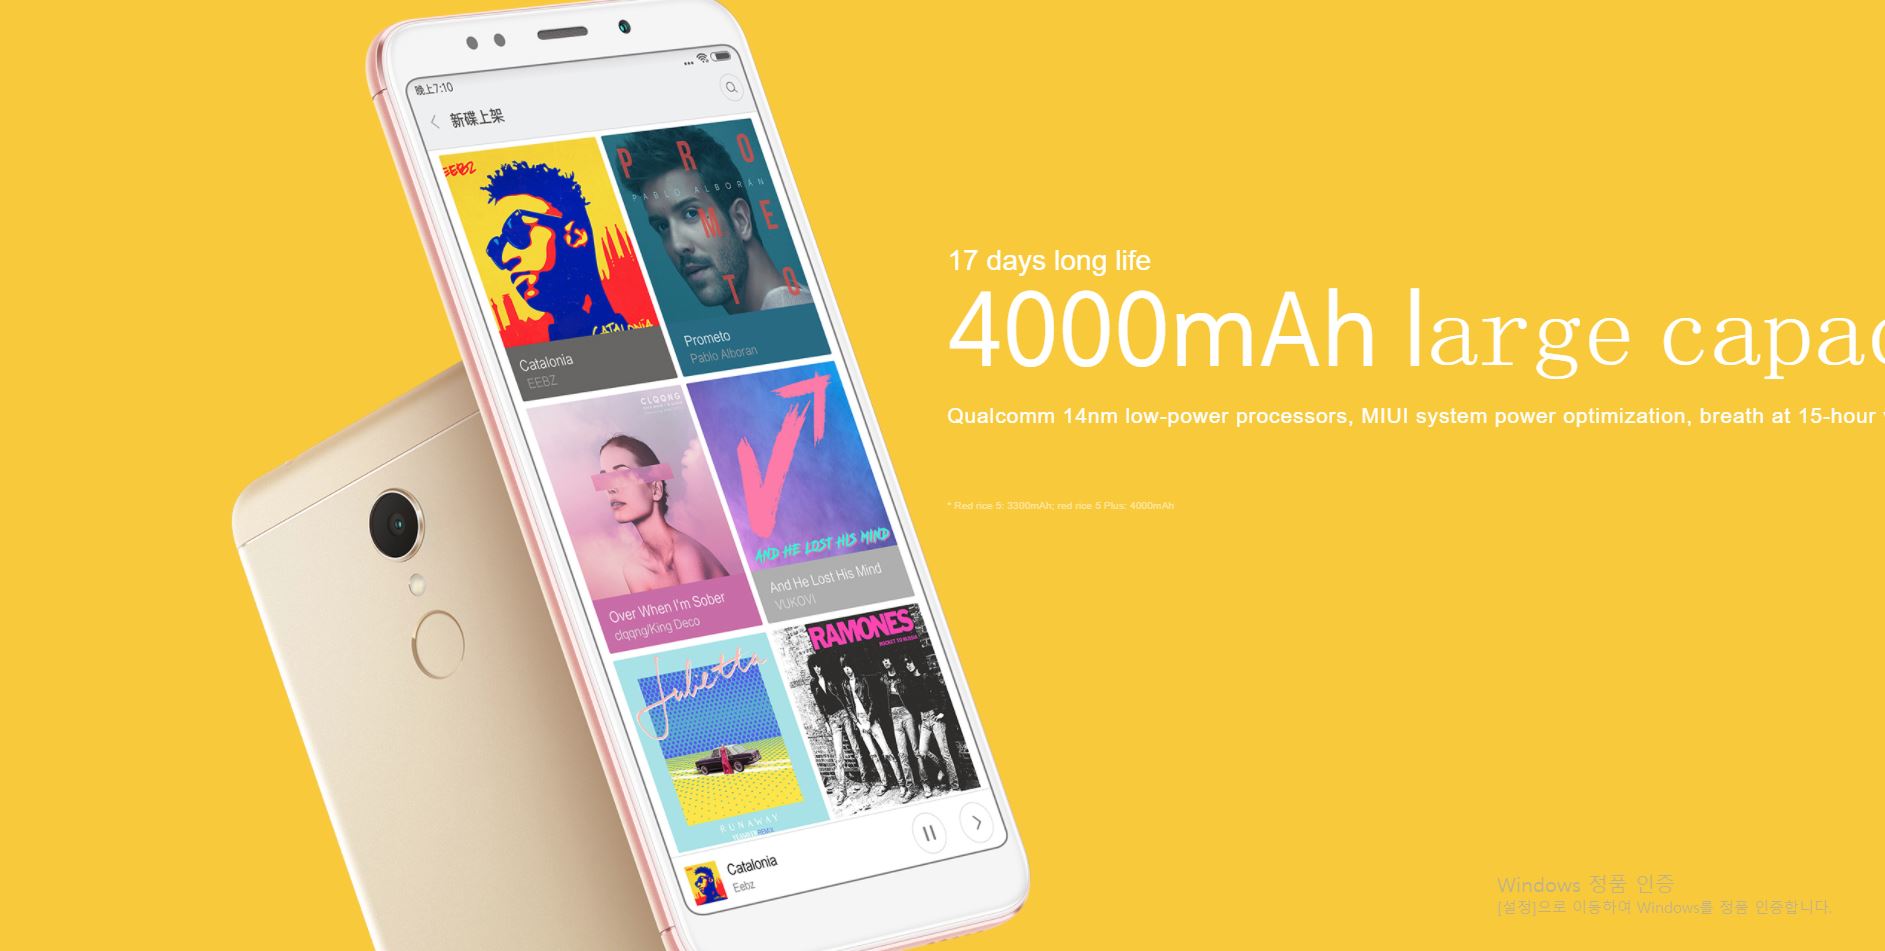 晚上7:10
新碟上架
EEBZ
CATALONIA
Catalonia
EEBZ
PRO
PABLO ALBORÁN
ME
TO
Prometo
Pablo Alboran
CLQQNG
Over When I'm Sober
clqqng/King Deco
AND HE LOST HIS MIND
And He Lost His Mind
VUKOVI
Julietta
RUNAWAY
RAMONES
ROCKET TO RUSSIA
Catalonia
Eebz
17 days long life
4000mAh large capac
Qualcomm 14nm low-power processors, MIUI system power optimization, breath at 15-hour
* Red rice 5: 3300mAh; red rice 5 Plus: 4000mAh
Windows 정품 인증
[설정]으로 이동하여 Windows를 정품 인증합니다.